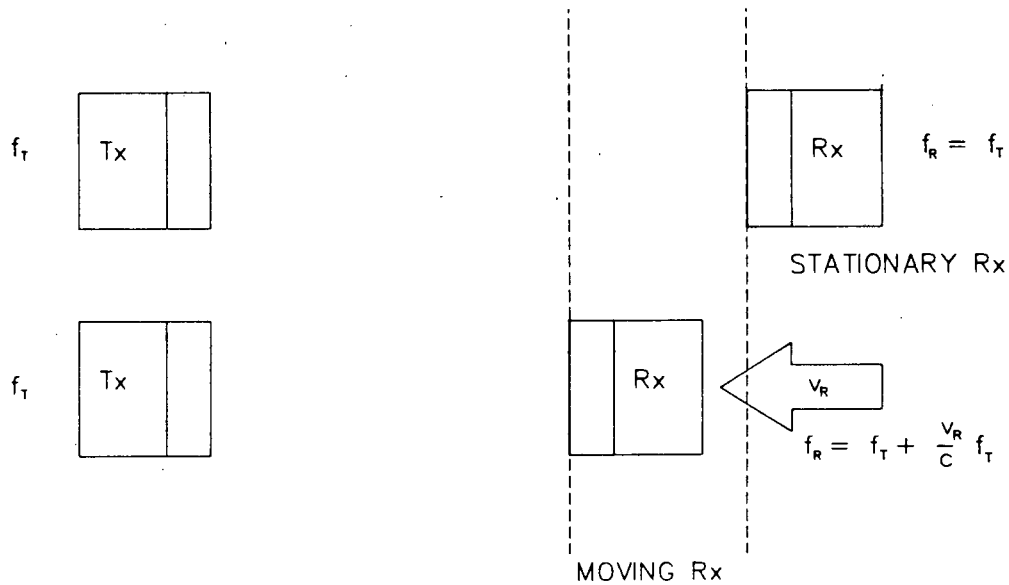 f_T Tx Rx f_R = f_T
STATIONARY Rx
f_T Tx Rx v_R
f_R = f_T + v_R/c f_T
MOVING Rx